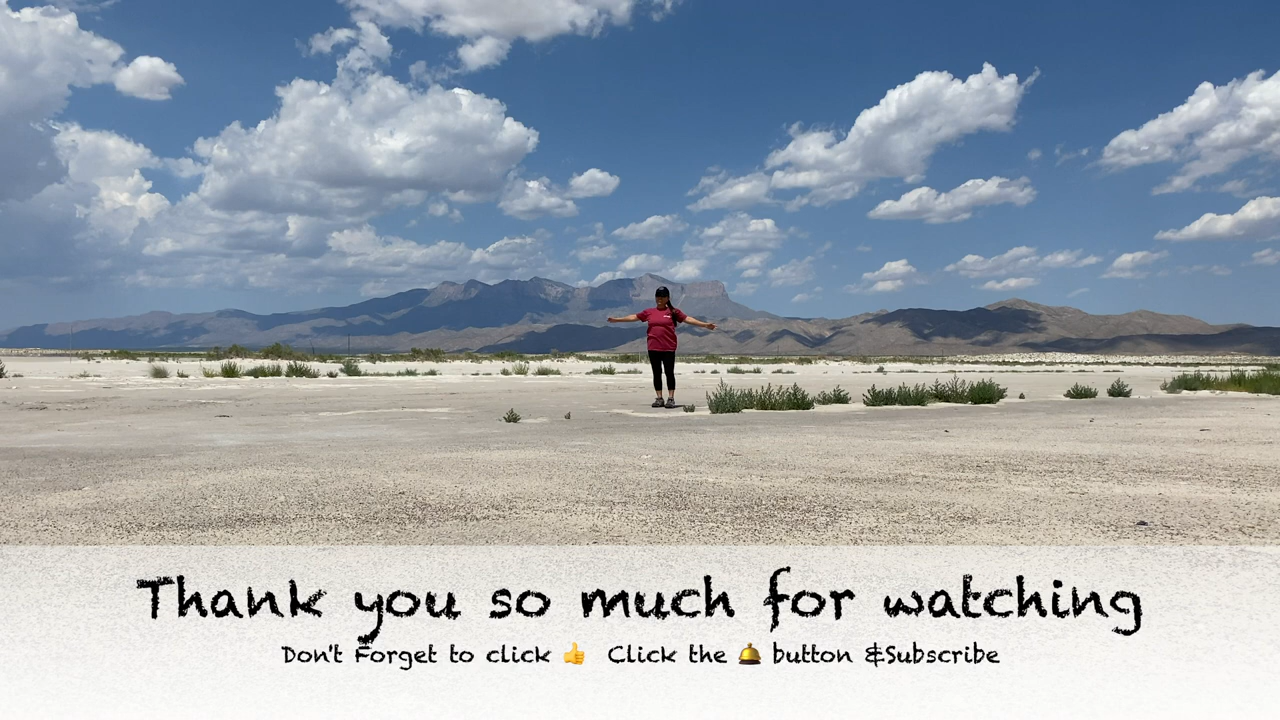 Thank you so much for watching
Don't Forget to click 👍 Click the 🛎 button &Subscribe